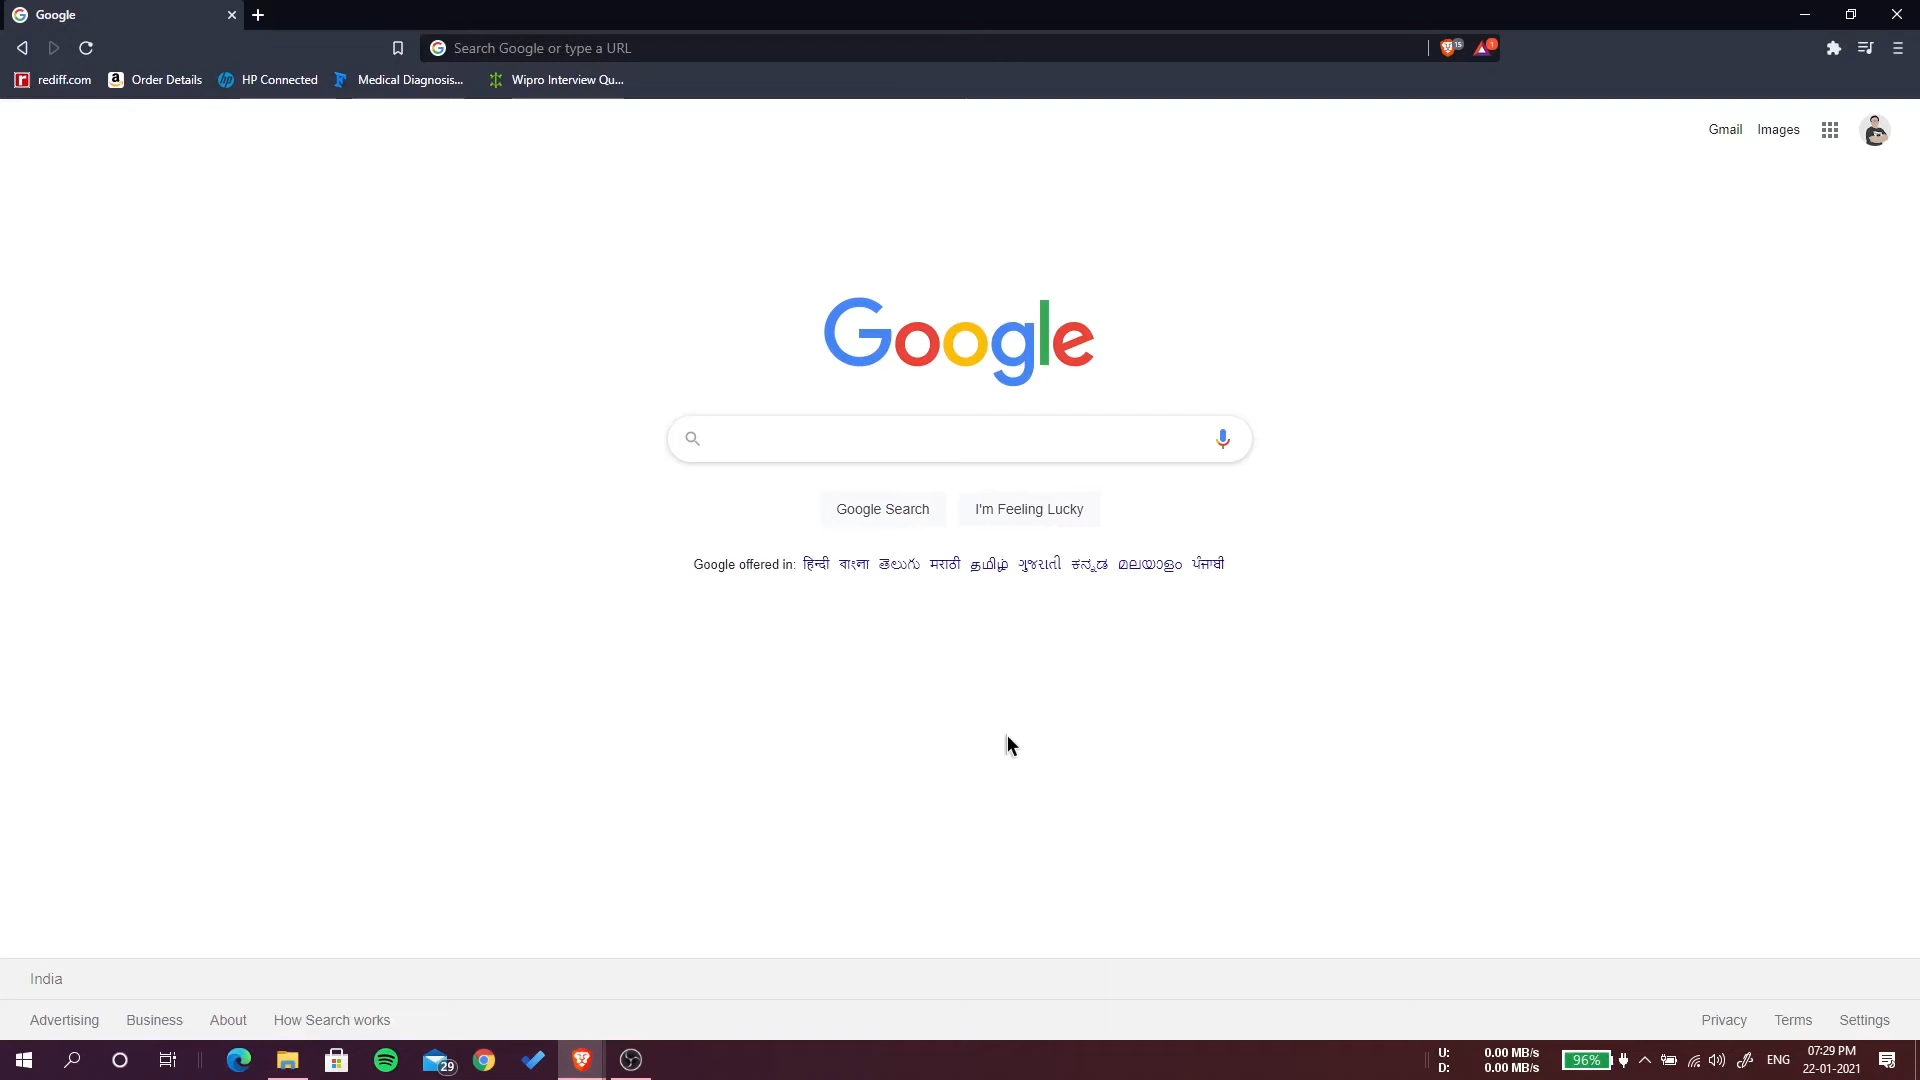 Google
Search Google or type a URL
15
1
rediff.com
Order Details
HP Connected
Medical Diagnosis...
Wipro Interview Qu...
Gmail
Images
Google
Google Search
I'm Feeling Lucky
Google offered in: हिन्दी বাংলা తెలుగు मराठी தமிழ் ગુજરાતી ಕನ್ನಡ മലയാളം ਪੰਜਾਬੀ
India
Advertising
Business
About
How Search works
Privacy
Terms
Settings
29
U: 0.00 MB/s
D: 0.00 MB/s
96%
ENG
07:29 PM
22-01-2021